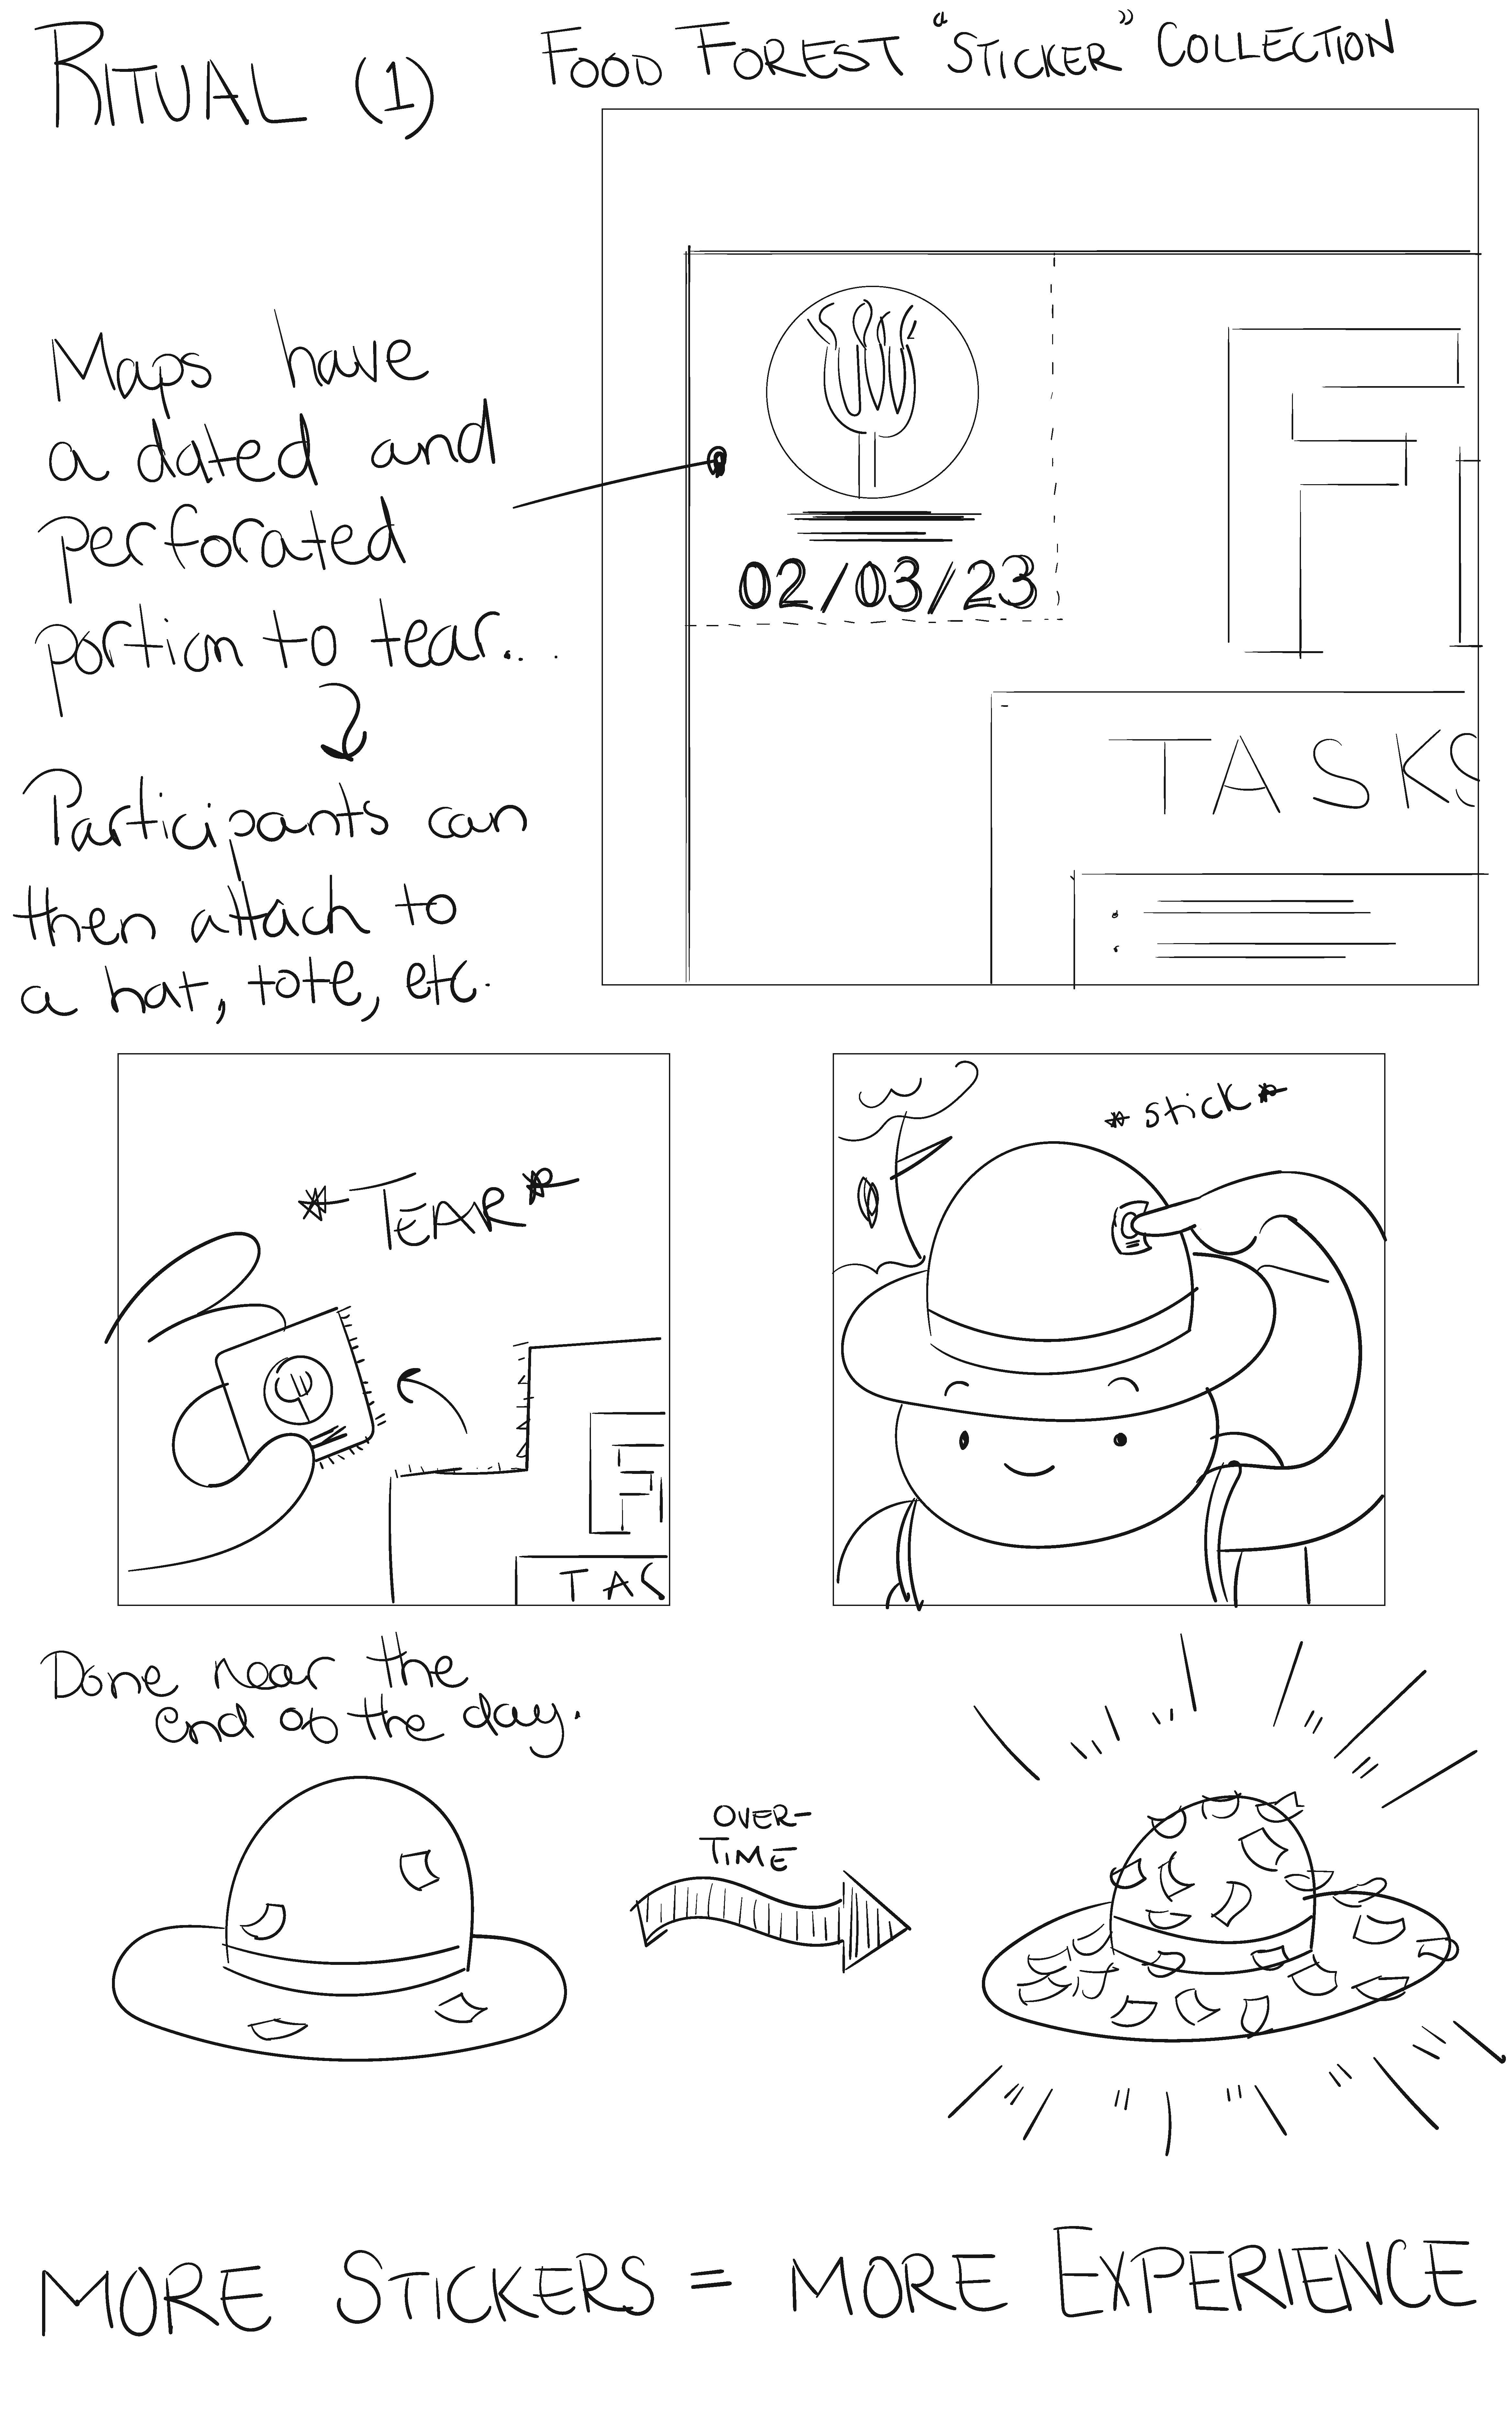 RITUAL (1)
FOOD FOREST "STICKER" COLLECTION
Maps have
a dated and
perforated
portion to tear...
Participants can
then attach to
a hat, tote, etc.
02/03/23
F
TASKS
*TEAR*
F
TAS
*stick*
Done near the
end of the day.
OVER-
TIME
MORE STICKERS = MORE EXPERIENCE